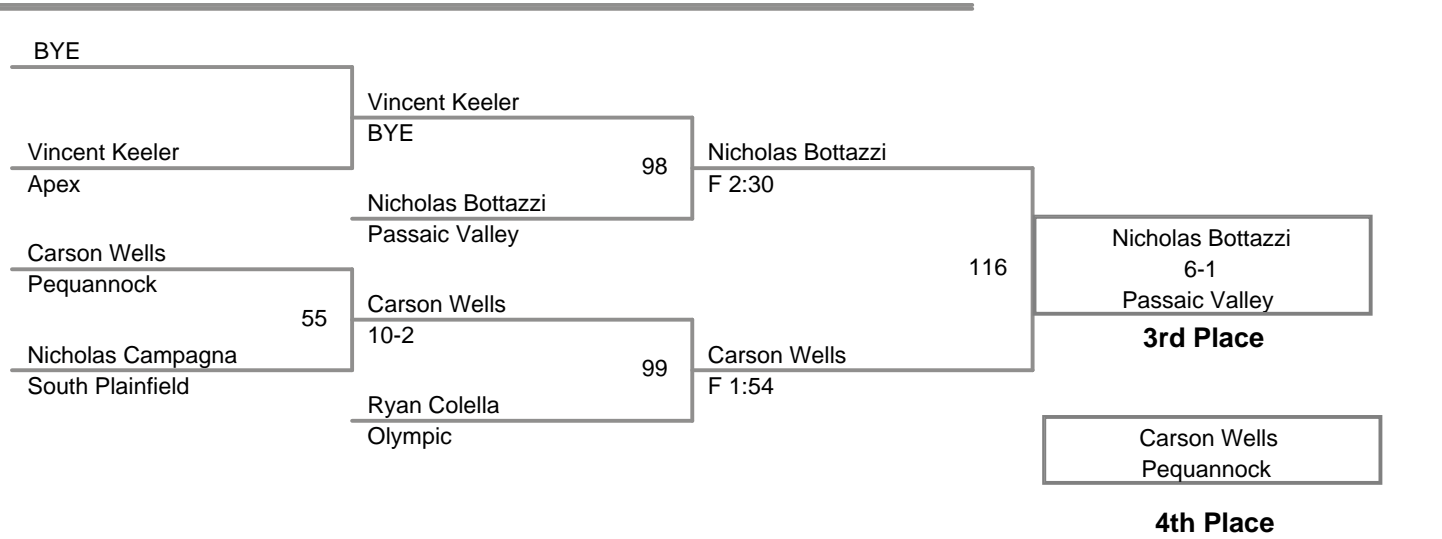 BYE
Vincent Keeler
BYE
Vincent Keeler
Apex
98
Nicholas Bottazzi
F 2:30
Nicholas Bottazzi
Passaic Valley
Carson Wells
Pequannock
55
Carson Wells
10-2
Nicholas Campagna
South Plainfield
99
Carson Wells
F 1:54
Ryan Colella
Olympic
116
Nicholas Bottazzi
6-1
Passaic Valley
3rd Place
Carson Wells
Pequannock
4th Place